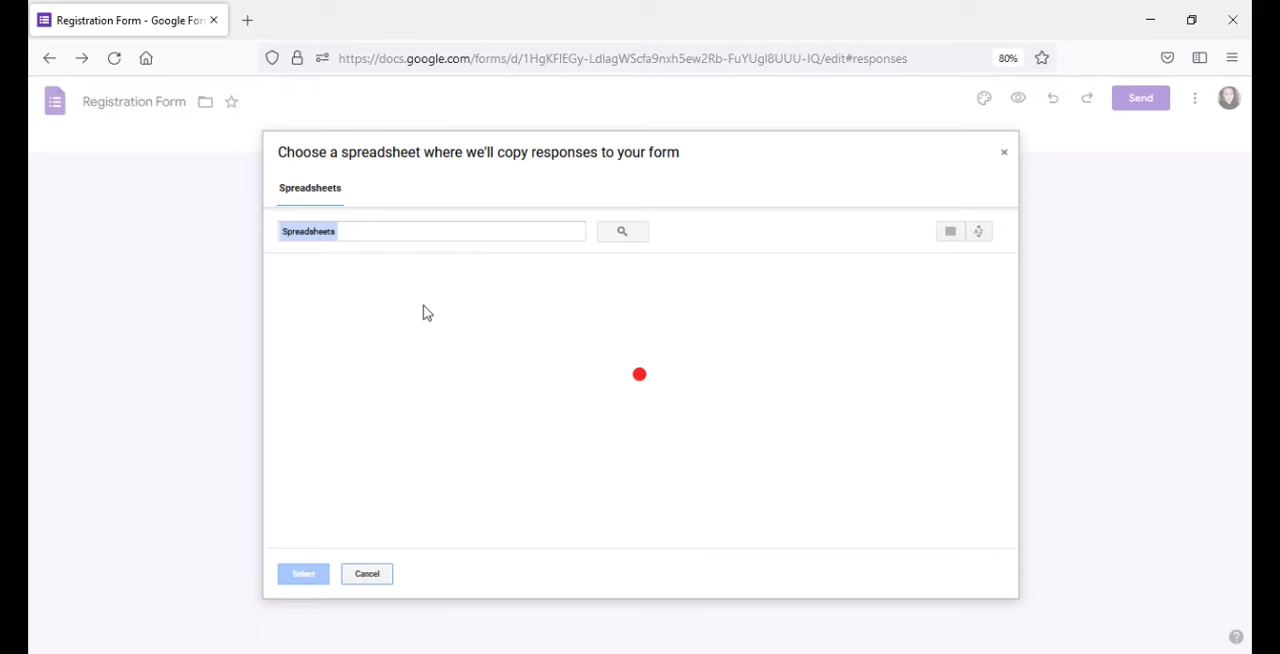 Registration Form - Google For
https://docs.google.com/forms/d/1HgKFlEGy-LdlagWScfa9nxh5ew2Rb-FuYUgl8UUU-IQ/edit#responses
80%
Registration Form
Send
Choose a spreadsheet where we'll copy responses to your form
Spreadsheets
Spreadsheets
Select
Cancel